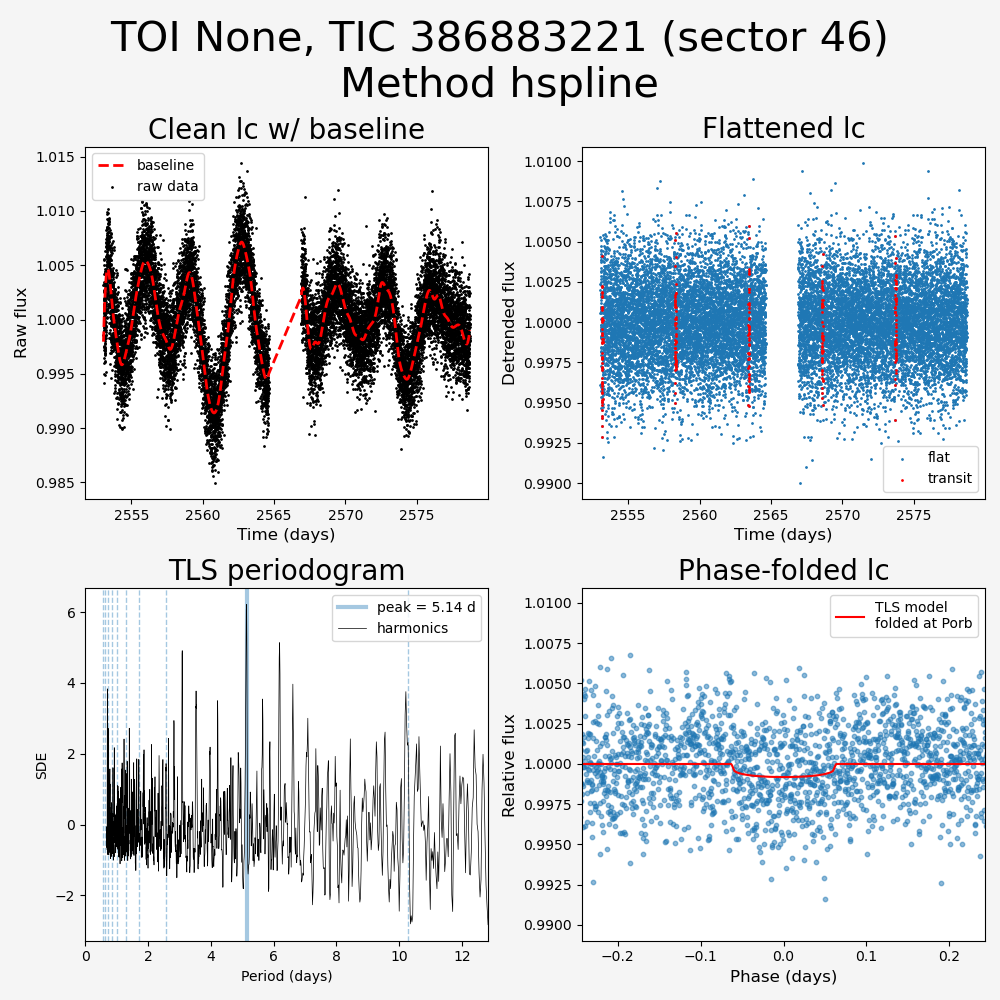 TOI None, TIC 386883221 (sector 46)
Method hspline
Clean lc w/ baseline
Raw flux
1.015
1.010
1.005
1.000
0.995
0.990
0.985
baseline
raw data
2555
2560
2565
2570
2575
Time (days)
Flattened lc
Detrended flux
1.0100
1.0075
1.0050
1.0025
1.0000
0.9975
0.9950
0.9925
0.9900
flat
transit
2555
2560
2565
2570
2575
Time (days)
TLS periodogram
SDE
6
4
2
0
−2
peak = 5.14 d
harmonics
0
2
4
6
8
10
12
Period (days)
Phase-folded lc
Relative flux
1.0100
1.0075
1.0050
1.0025
1.0000
0.9975
0.9950
0.9925
0.9900
TLS model
folded at Porb
−0.2
−0.1
0.0
0.1
0.2
Phase (days)